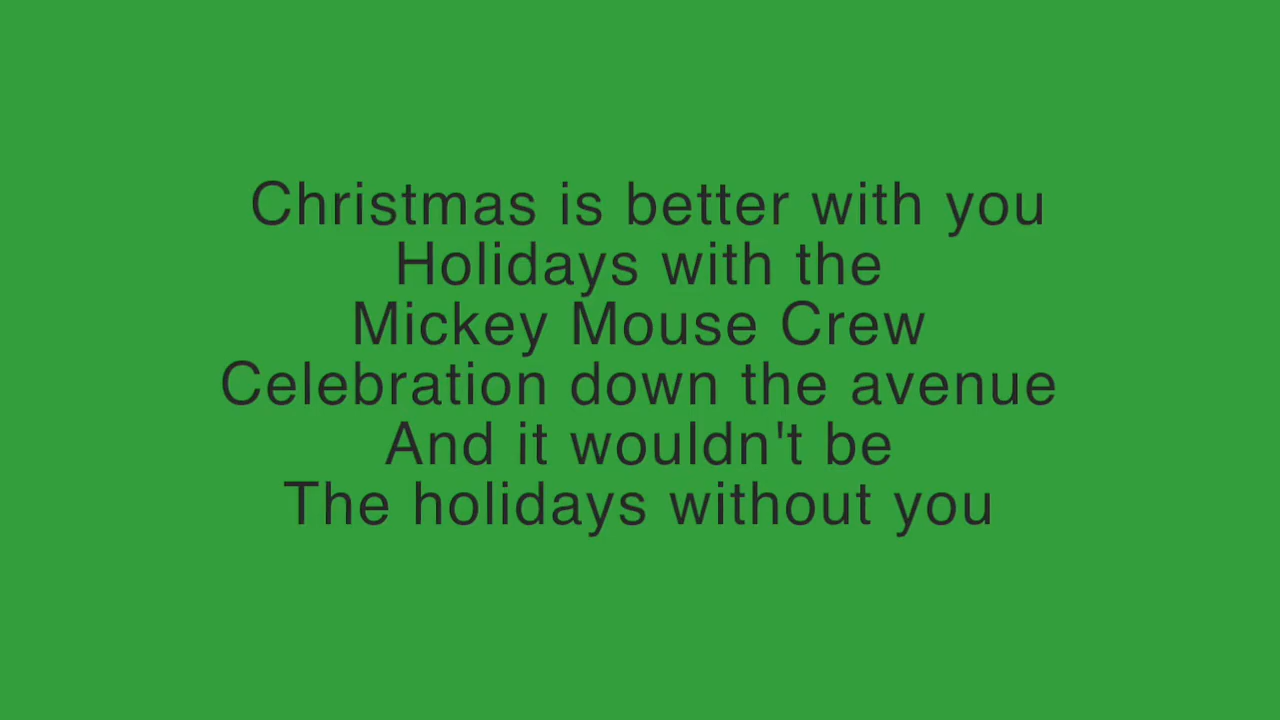 Christmas is better with you
Holidays with the
Mickey Mouse Crew
Celebration down the avenue
And it wouldn't be
The holidays without you